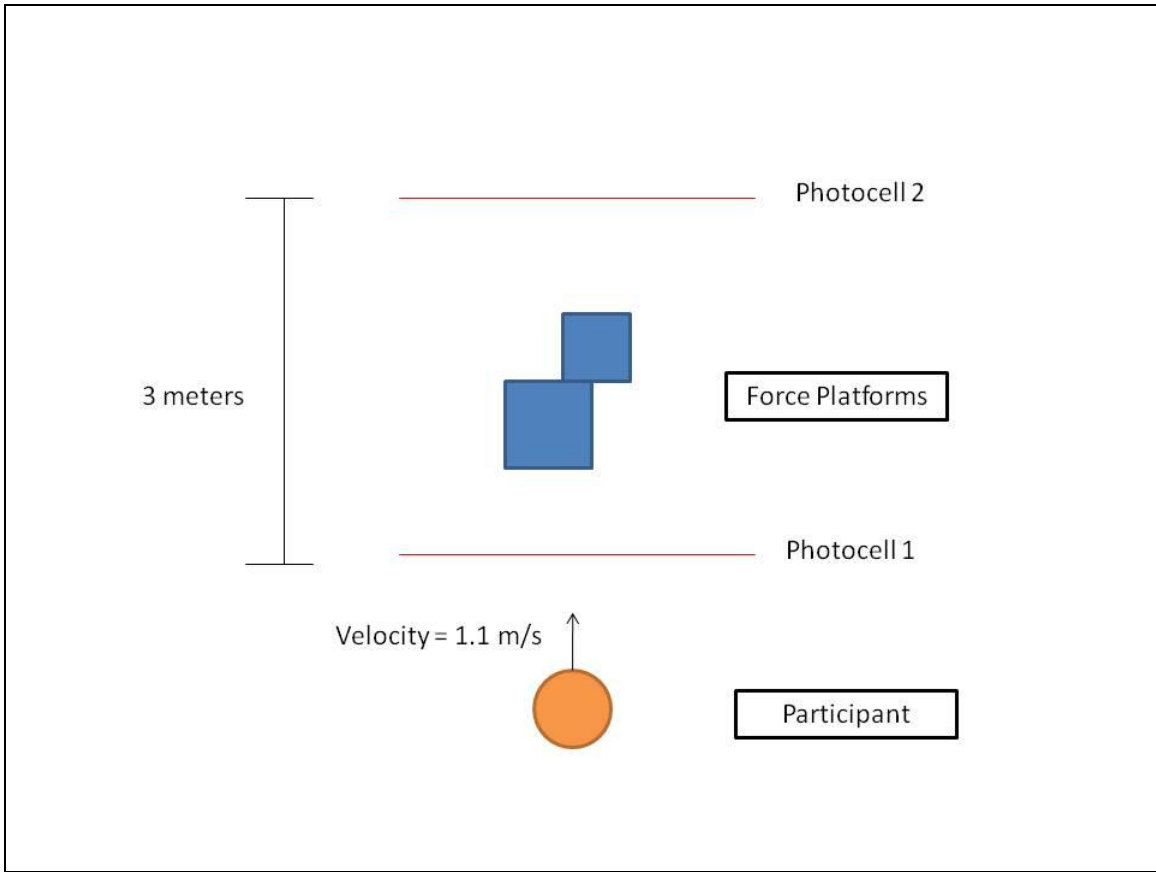 Photocell 2
3 meters
Force Platforms
Photocell 1
Velocity = 1.1 m/s
Participant